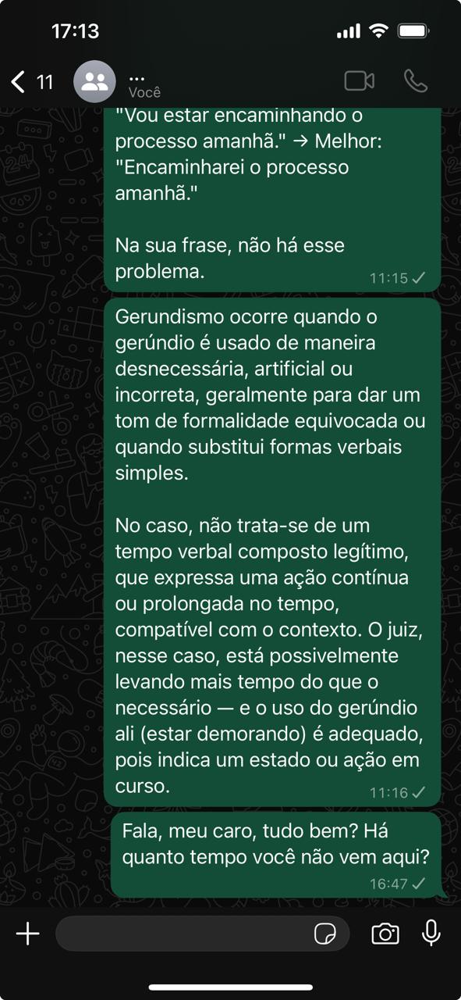 17:13
11
...
Você
"Vou estar encaminhando o
processo amanhã." → Melhor:
"Encaminharei o processo
amanhã."
Na sua frase, não há esse
problema.
11:15
Gerundismo ocorre quando o
gerúndio é usado de maneira
desnecessária, artificial ou
incorreta, geralmente para dar um
tom de formalidade equivocada ou
quando substitui formas verbais
simples.
No caso, não trata-se de um
tempo verbal composto legítimo,
que expressa uma ação contínua
ou prolongada no tempo,
compatível com o contexto. O juiz,
nesse caso, está possivelmente
levando mais tempo do que o
necessário — e o uso do gerúndio
ali (estar demorando) é adequado,
pois indica um estado ou ação em
curso.
11:16
Fala, meu caro, tudo bem? Há
quanto tempo você não vem aqui?
16:47